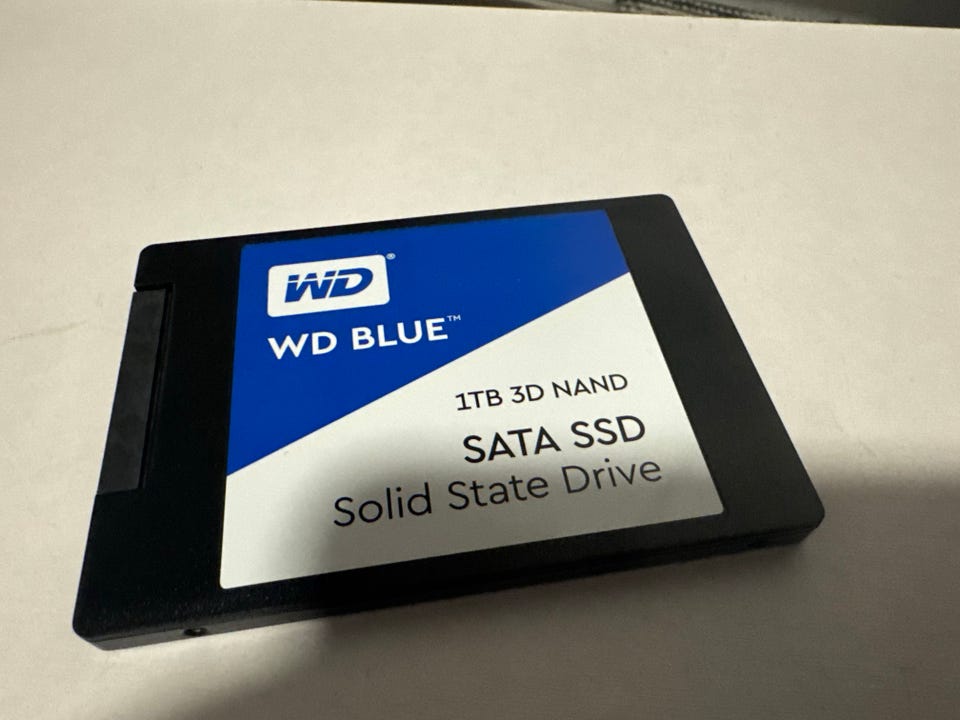 WD®
WD BLUE™
1TB 3D NAND
SATA SSD
Solid State Drive